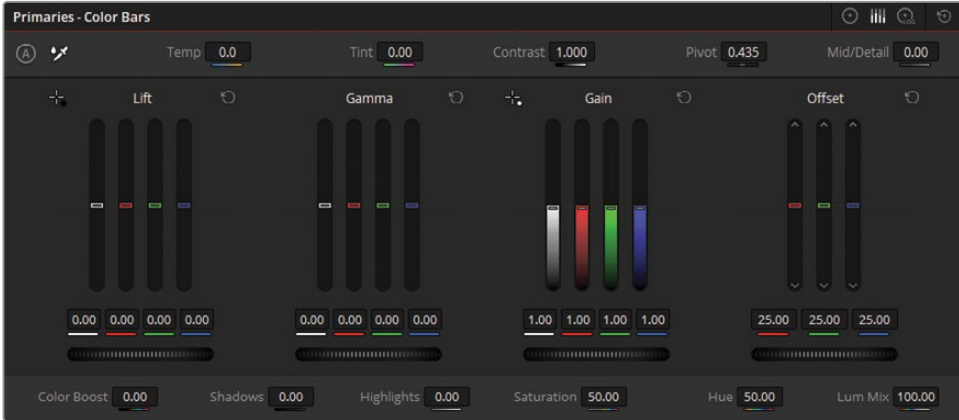 Primaries - Color Bars
A Temp 0.0 Tint 0.00 Contrast 1.000 Pivot 0.435 Mid/Detail 0.00
Lift Gamma Gain Offset
0.00 0.00 0.00 0.00 0.00 0.00 0.00 0.00 1.00 1.00 1.00 1.00 25.00 25.00 25.00
Color Boost 0.00 Shadows 0.00 Highlights 0.00 Saturation 50.00 Hue 50.00 Lum Mix 100.00